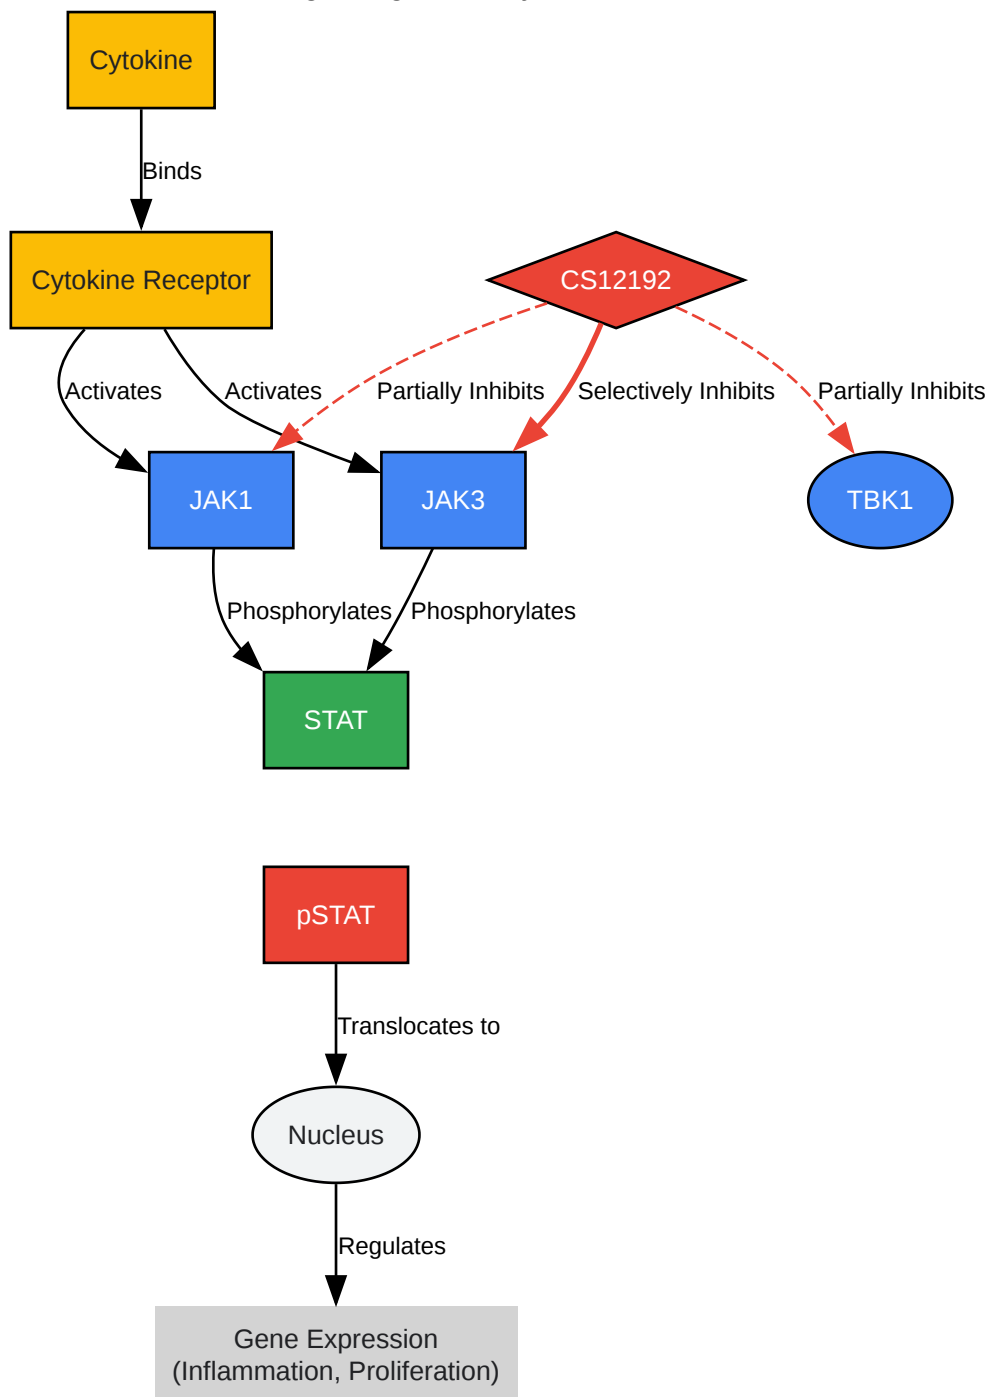 Cytokine
Binds
Cytokine Receptor
CS12192
Activates
Activates
Partially Inhibits
Selectively Inhibits
Partially Inhibits
JAK1
JAK3
TBK1
Phosphorylates
Phosphorylates
STAT
pSTAT
Translocates to
Nucleus
Regulates
Gene Expression
(Inflammation, Proliferation)